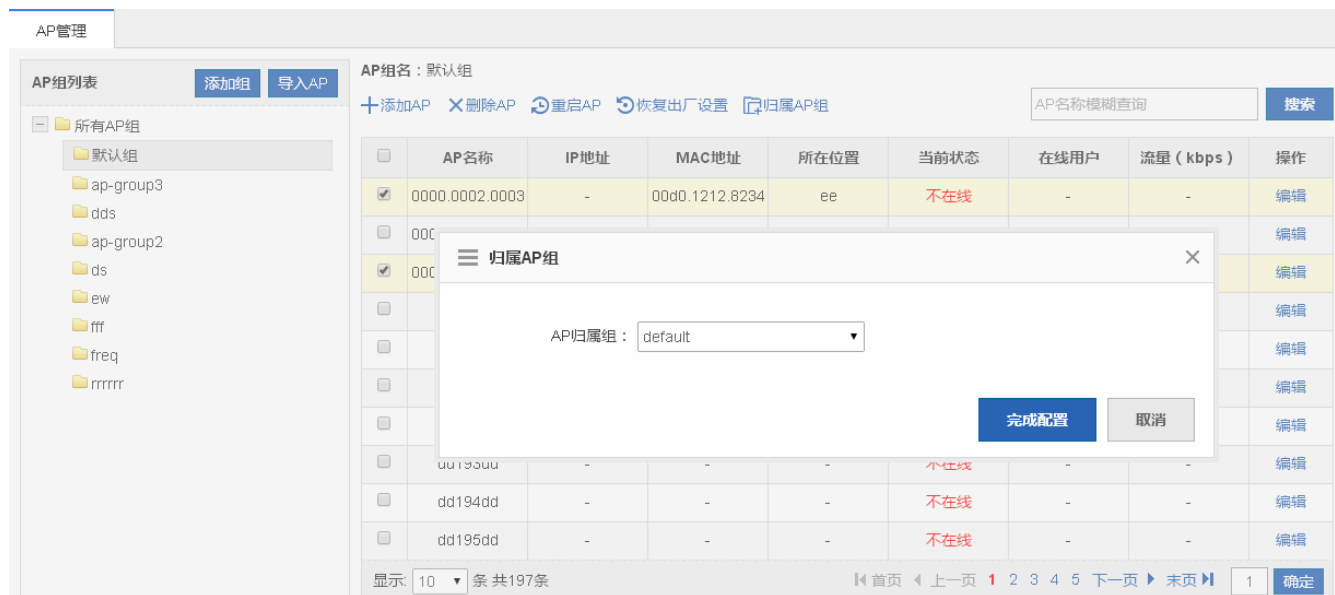 AP管理
AP组列表 添加组 导入AP
所有AP组
默认组
ap-group3
dds
ap-group2
ds
ew
fff
freq
rrrrrr
AP组名：默认组
添加AP 删除AP 重启AP 恢复出厂设置 归属AP组 AP名称模糊查询 搜索
AP名称 IP地址 MAC地址 所在位置 当前状态 在线用户 流量（kbps） 操作
0000.0002.0003 - 00d0.1212.8234 ee 不在线 - - 编辑
000 编辑
000 编辑
编辑
编辑
编辑
编辑
归属AP组
AP归属组： default
完成配置 取消
dd193dd - - - 不在线 - - 编辑
dd194dd - - - 不在线 - - 编辑
dd195dd - - - 不在线 - - 编辑
显示: 10 条 共197条 首页 上一页 1 2 3 4 5 下一页 末页 1 确定